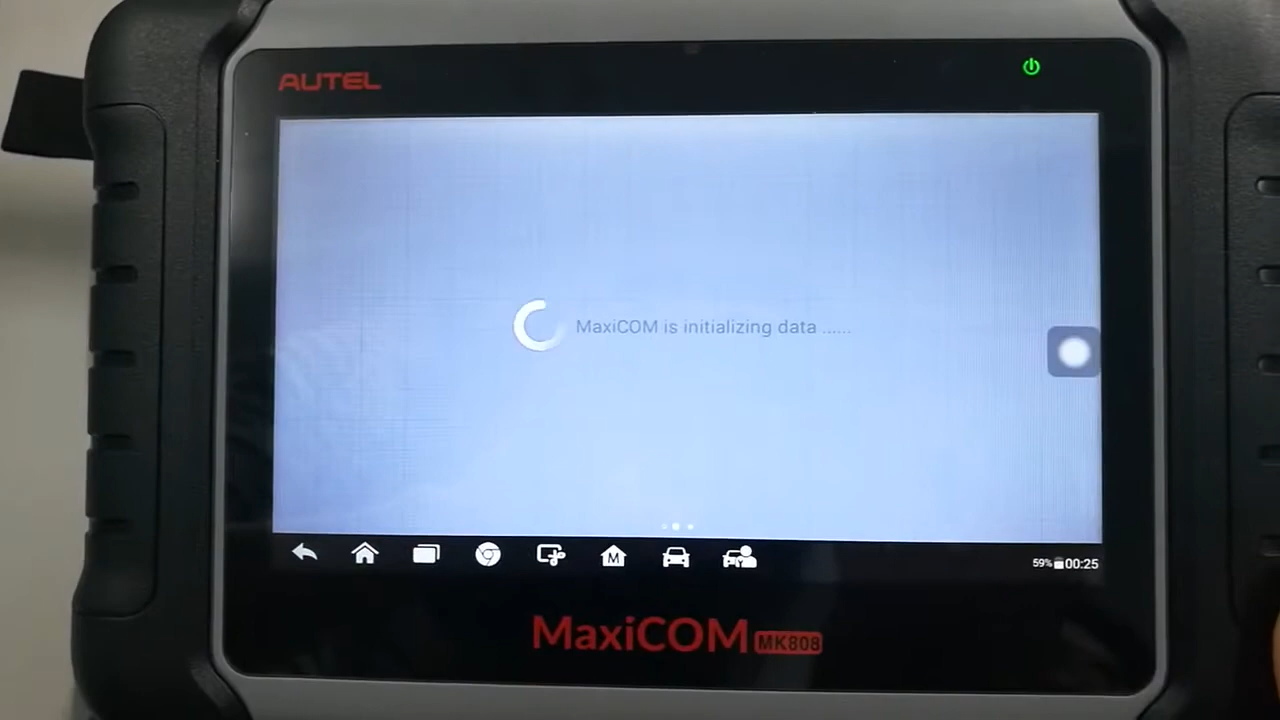 AUTEL
MaxiCOM is initializing data ......
M
59% 00:25
MaxiCOM MK808